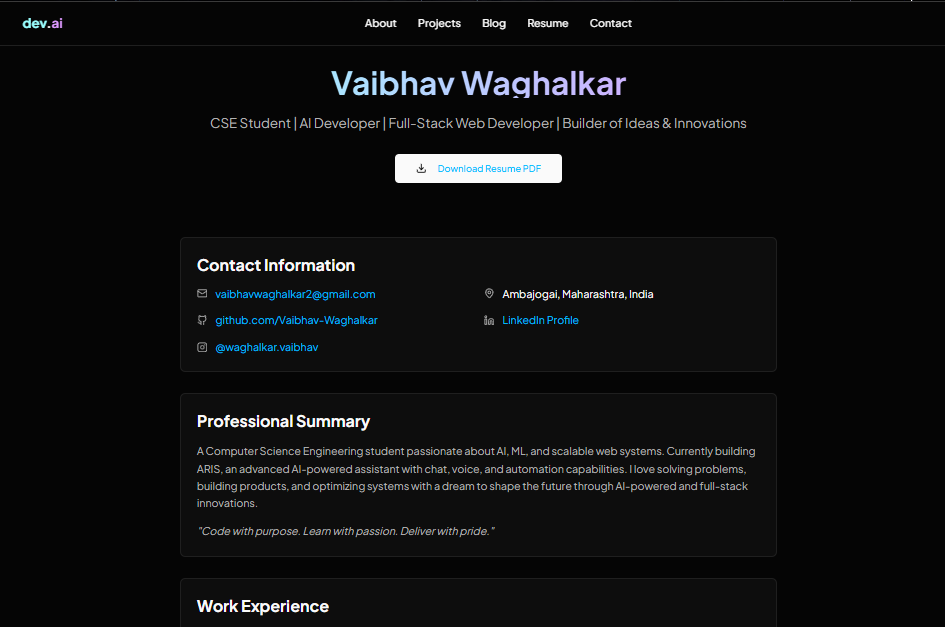 dev.ai
About Projects Blog Resume Contact
Vaibhav Waghalkar
CSE Student | AI Developer | Full-Stack Web Developer | Builder of Ideas & Innovations
Download Resume PDF
Contact Information
vaibhavwaghalkar2@gmail.com
Ambajogai, Maharashtra, India
github.com/Vaibhav-Waghalkar
LinkedIn Profile
@waghalkar.vaibhav
Professional Summary
A Computer Science Engineering student passionate about AI, ML, and scalable web systems. Currently building
ARIS, an advanced AI-powered assistant with chat, voice, and automation capabilities. I love solving problems,
building products, and optimizing systems with a dream to shape the future through AI-powered and full-stack
innovations.
"Code with purpose. Learn with passion. Deliver with pride."
Work Experience